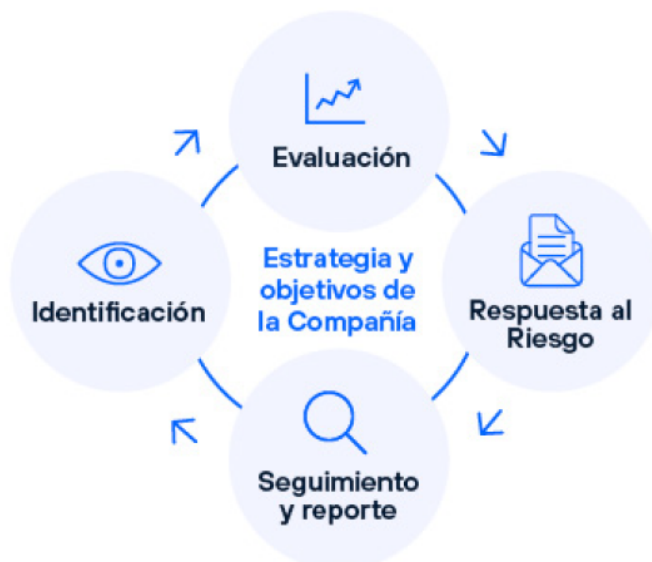 Evaluación
Estrategia y
objetivos de
la Compañía
Identificación
Respuesta al
Riesgo
Seguimiento
y reporte